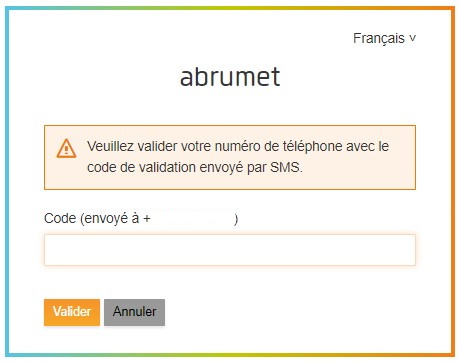 Français ˅
abrumet
Veuillez valider votre numéro de téléphone avec le
code de validation envoyé par SMS.
Code (envoyé à + )
Valider Annuler